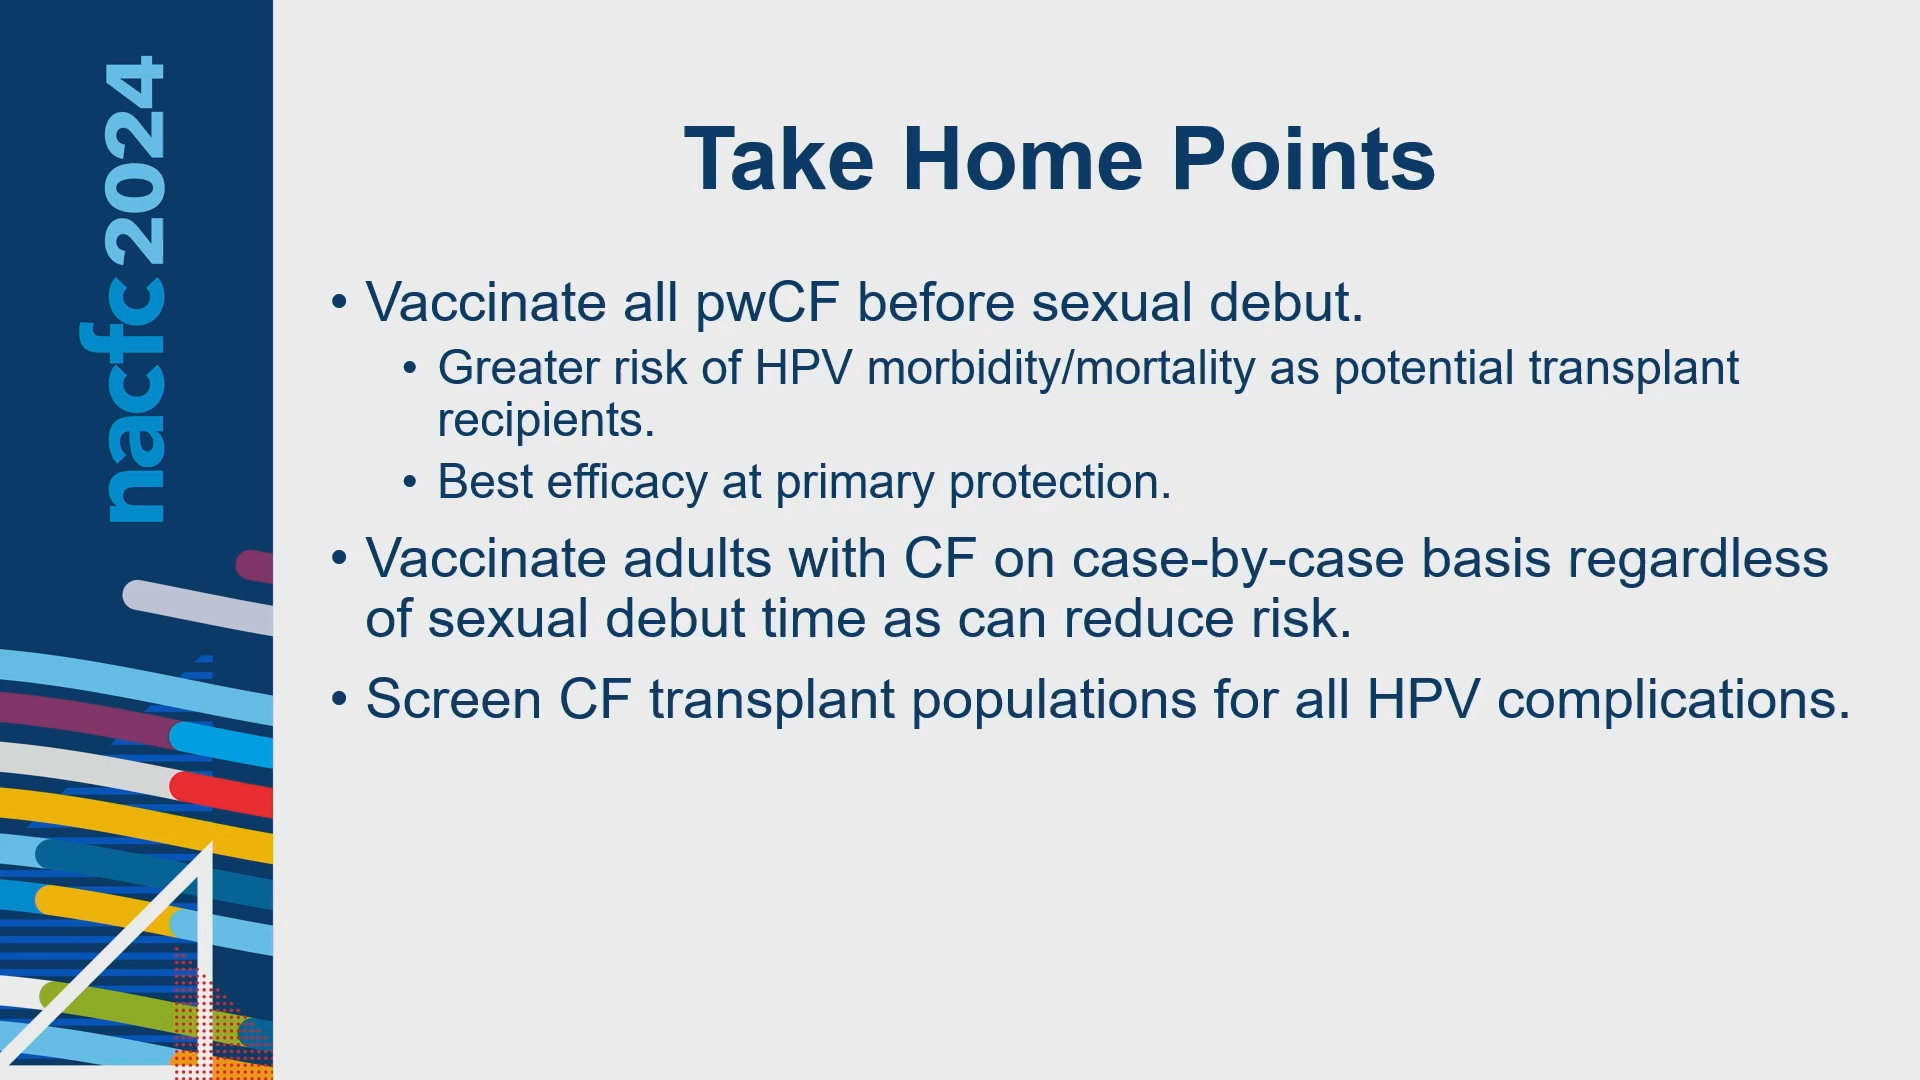 nacfc 2024
Take Home Points
• Vaccinate all pwCF before sexual debut.
• Greater risk of HPV morbidity/mortality as potential transplant
recipients.
• Best efficacy at primary protection.
• Vaccinate adults with CF on case-by-case basis regardless
of sexual debut time as can reduce risk.
• Screen CF transplant populations for all HPV complications.